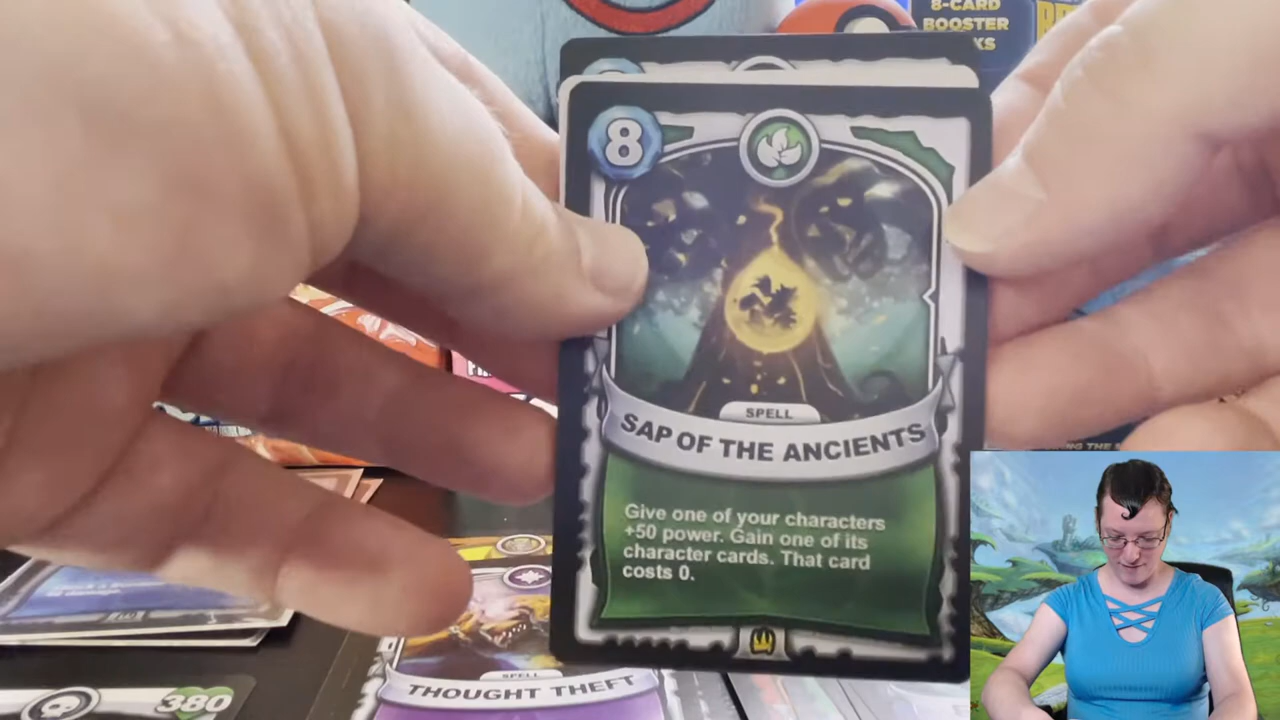 8-CARD
BOOSTER
8
SPELL
SAP OF THE ANCIENTS
Give one of your characters
+50 power. Gain one of its
character cards. That card
costs 0.
SPELL
THOUGHT THEFT
380